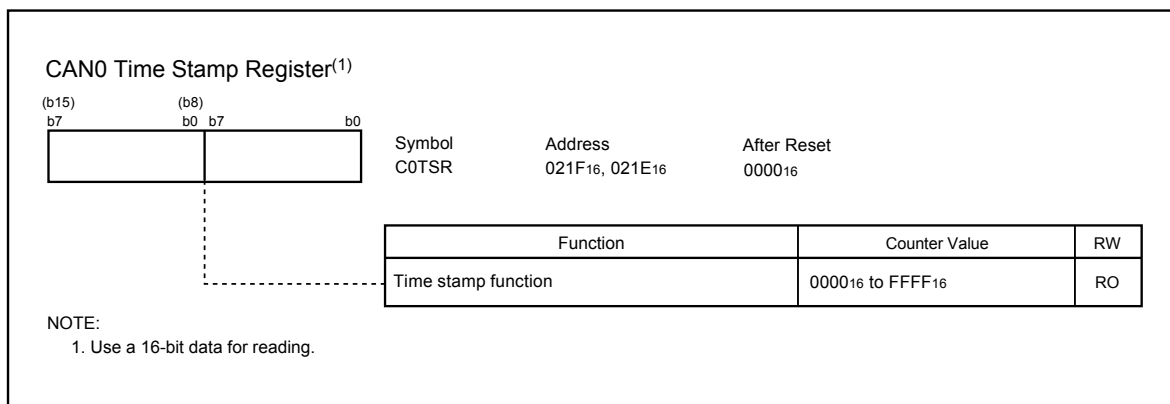 CAN0 Time Stamp Register(1)
(b15) (b8)
b7 b0 b7 b0
Symbol Address After Reset
C0TSR 021F16, 021E16 000016
Function Counter Value RW
Time stamp function 000016 to FFFF16 RO
NOTE:
1. Use a 16-bit data for reading.